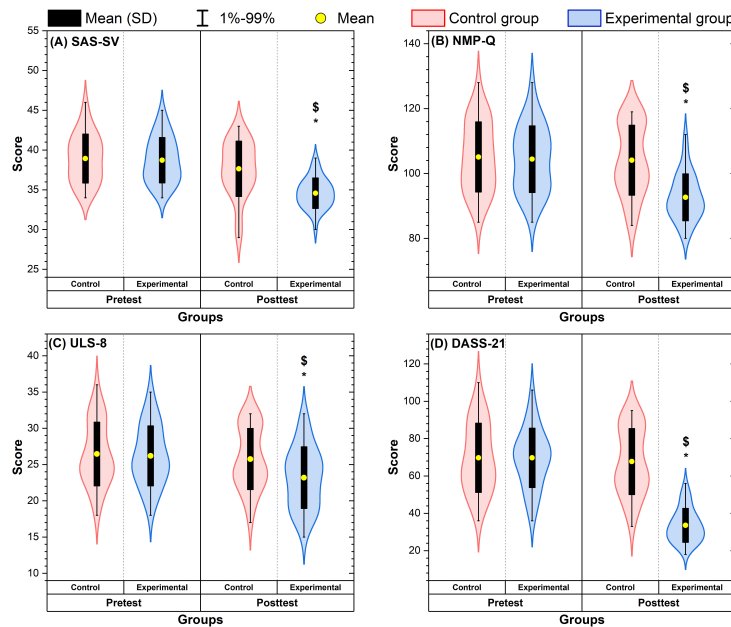 Mean (SD) 1%-99% Mean Control group Experimental group
(A) SAS-SV
55
50
45
40
35
30
25
Score
$
*
Control Experimental Control Experimental
Pretest Posttest
Groups
(B) NMP-Q
140
120
100
80
Score
$
*
Control Experimental Control Experimental
Pretest Posttest
Groups
(C) ULS-8
40
35
30
25
20
15
10
Score
$
*
Control Experimental Control Experimental
Pretest Posttest
Groups
(D) DASS-21
120
100
80
60
40
20
Score
$
*
Control Experimental Control Experimental
Pretest Posttest
Groups